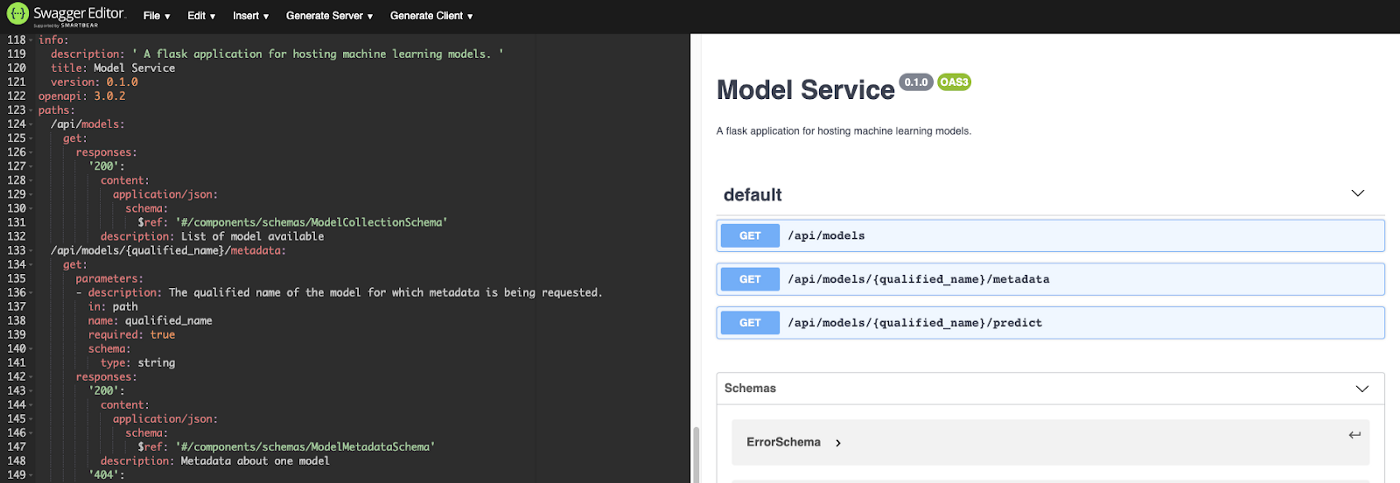 Swagger Editor.
Supported by SMARTBEAR
File ▾ Edit ▾ Insert ▾ Generate Server ▾ Generate Client ▾
118 info:
119   description: ' A flask application for hosting machine learning models. '
120   title: Model Service
121   version: 0.1.0
122 openapi: 3.0.2
123 paths:
124   /api/models:
125     get:
126       responses:
127         '200':
128           content:
129             application/json:
130               schema:
131                 $ref: '#/components/schemas/ModelCollectionSchema'
132           description: List of model available
133   /api/models/{qualified_name}/metadata:
134     get:
135       parameters:
136       - description: The qualified name of the model for which metadata is being requested.
137         in: path
138         name: qualified_name
139         required: true
140         schema:
141           type: string
142       responses:
143         '200':
144           content:
145             application/json:
146               schema:
147                 $ref: '#/components/schemas/ModelMetadataSchema'
148           description: Metadata about one model
149         '404':
Model Service 0.1.0 OAS3
A flask application for hosting machine learning models.
default
GET /api/models
GET /api/models/{qualified_name}/metadata
GET /api/models/{qualified_name}/predict
Schemas
ErrorSchema